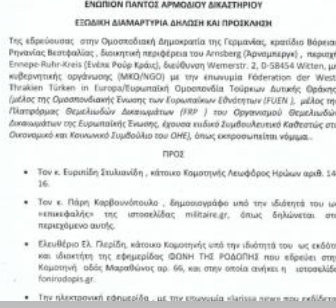 ΕΝΩΠΙΟΝ ΠΑΝΤΟΣ ΑΡΜΟΔΙΟΥ ΔΙΚΑΣΤΗΡΙΟΥ
ΕΞΩΔΙΚΗ ΔΙΑΜΑΡΤΥΡΙΑ ΔΗΛΩΣΗ ΚΑΙ ΠΡΟΣΚΛΗΣΗ
Της εδρεύουσας στην Ομοσπονδιακή Δημοκρατία της Γερμανίας, κρατίδιο Βόρειας
Ρηνανίας Βεστφαλίας, διοικητική περιφέρεια του Arnsberg (Άρνσμπεργκ), περιοχή
Ennepe-Ruhr-Kreis (Ενέπε Ρούρ Κράις), διεύθυνση Wemerstr. 2, D-58454 Witten, μη
κυβερνητικής οργάνωσης (ΜΚΟ/NGO) με την επωνυμία Föderation der West
Thrakien Türken in Europa/Ευρωπαϊκή Ομοσπονδία Τούρκων Δυτικής Θράκης
(μέλος της Ομοσπονδιακής Ένωσης των Ευρωπαϊκών Εθνοτήτων (FUEN), μέλος της
Πλατφόρμας Θεμελιωδών Δικαιωμάτων (FRP) του Οργανισμού Θεμελιωδών
Δικαιωμάτων της Ευρωπαϊκής Ένωσης, έχουσα ειδικό Συμβουλευτικό Καθεστώς στο
Οικονομικό και Κοινωνικό Συμβούλιο του ΟΗΕ), όπως εκπροσωπείται νόμιμα.
ΠΡΟΣ
• Τον κ. Ευριπίδη Στυλιανίδη, κάτοικο Κομοτηνής Λεωφόρος Ηρώων αριθ. 14-
16.
• Τον κ. Πάρη Καρβουνόπουλο, δημοσιογράφο υπό την ιδιότητά του ως
«επικεφαλής» της ιστοσελίδας militaire.gr, όπως δηλώνεται στο
περιεχόμενο αυτής.
• Ελευθέριο Ελ. Πλερίδη, κάτοικο Κομοτηνής υπό την ιδιότητά του ως εκδότη
και ιδιοκτήτη της εφημερίδας ΦΩΝΗ ΤΗΣ ΡΟΔΟΠΗΣ που εδρεύει στην
Κομοτηνή οδός Μαραθώνος αρ. 66, και στην οποία ανήκει η ιστοσελίδα
fonirodopis.gr.
• Την ηλεκτρονική εφημερίδα, με την επωνυμία